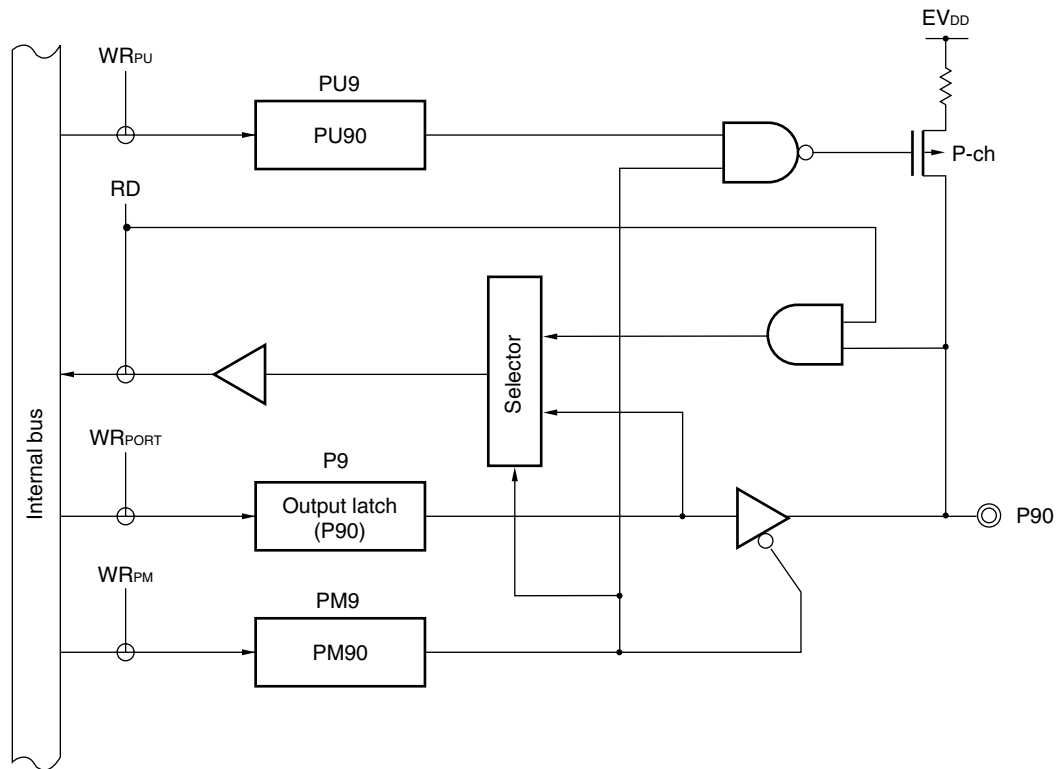 EVDD
WRPU
PU9
PU90
P-ch
RD
Selector
Internal bus
WRPORT
P9
Output latch
(P90)
P90
WRPM
PM9
PM90